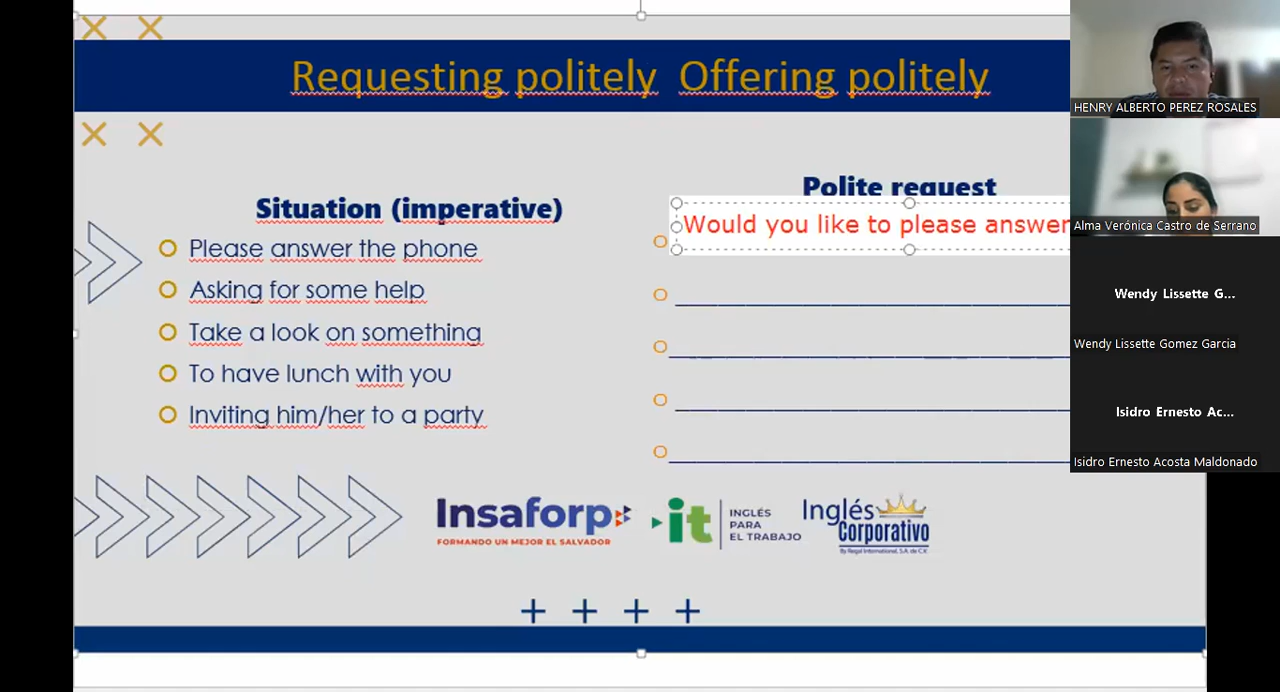 Requesting politely  Offering politely
Situation (imperative)
Please answer the phone
Asking for some help
Take a look on something
To have lunch with you
Inviting him/her to a party
Polite request
Would you like to please answer
Insaforp
FORMANDO UN MEJOR EL SALVADOR
it
INGLÉS
PARA
EL TRABAJO
Inglés
Corporativo
By Regal International, S.A. de C.V.
HENRY ALBERTO PEREZ ROSALES
Alma Verónica Castro de Serrano
Wendy Lissette G...
Wendy Lissette Gomez Garcia
Isidro Ernesto Ac...
Isidro Ernesto Acosta Maldonado